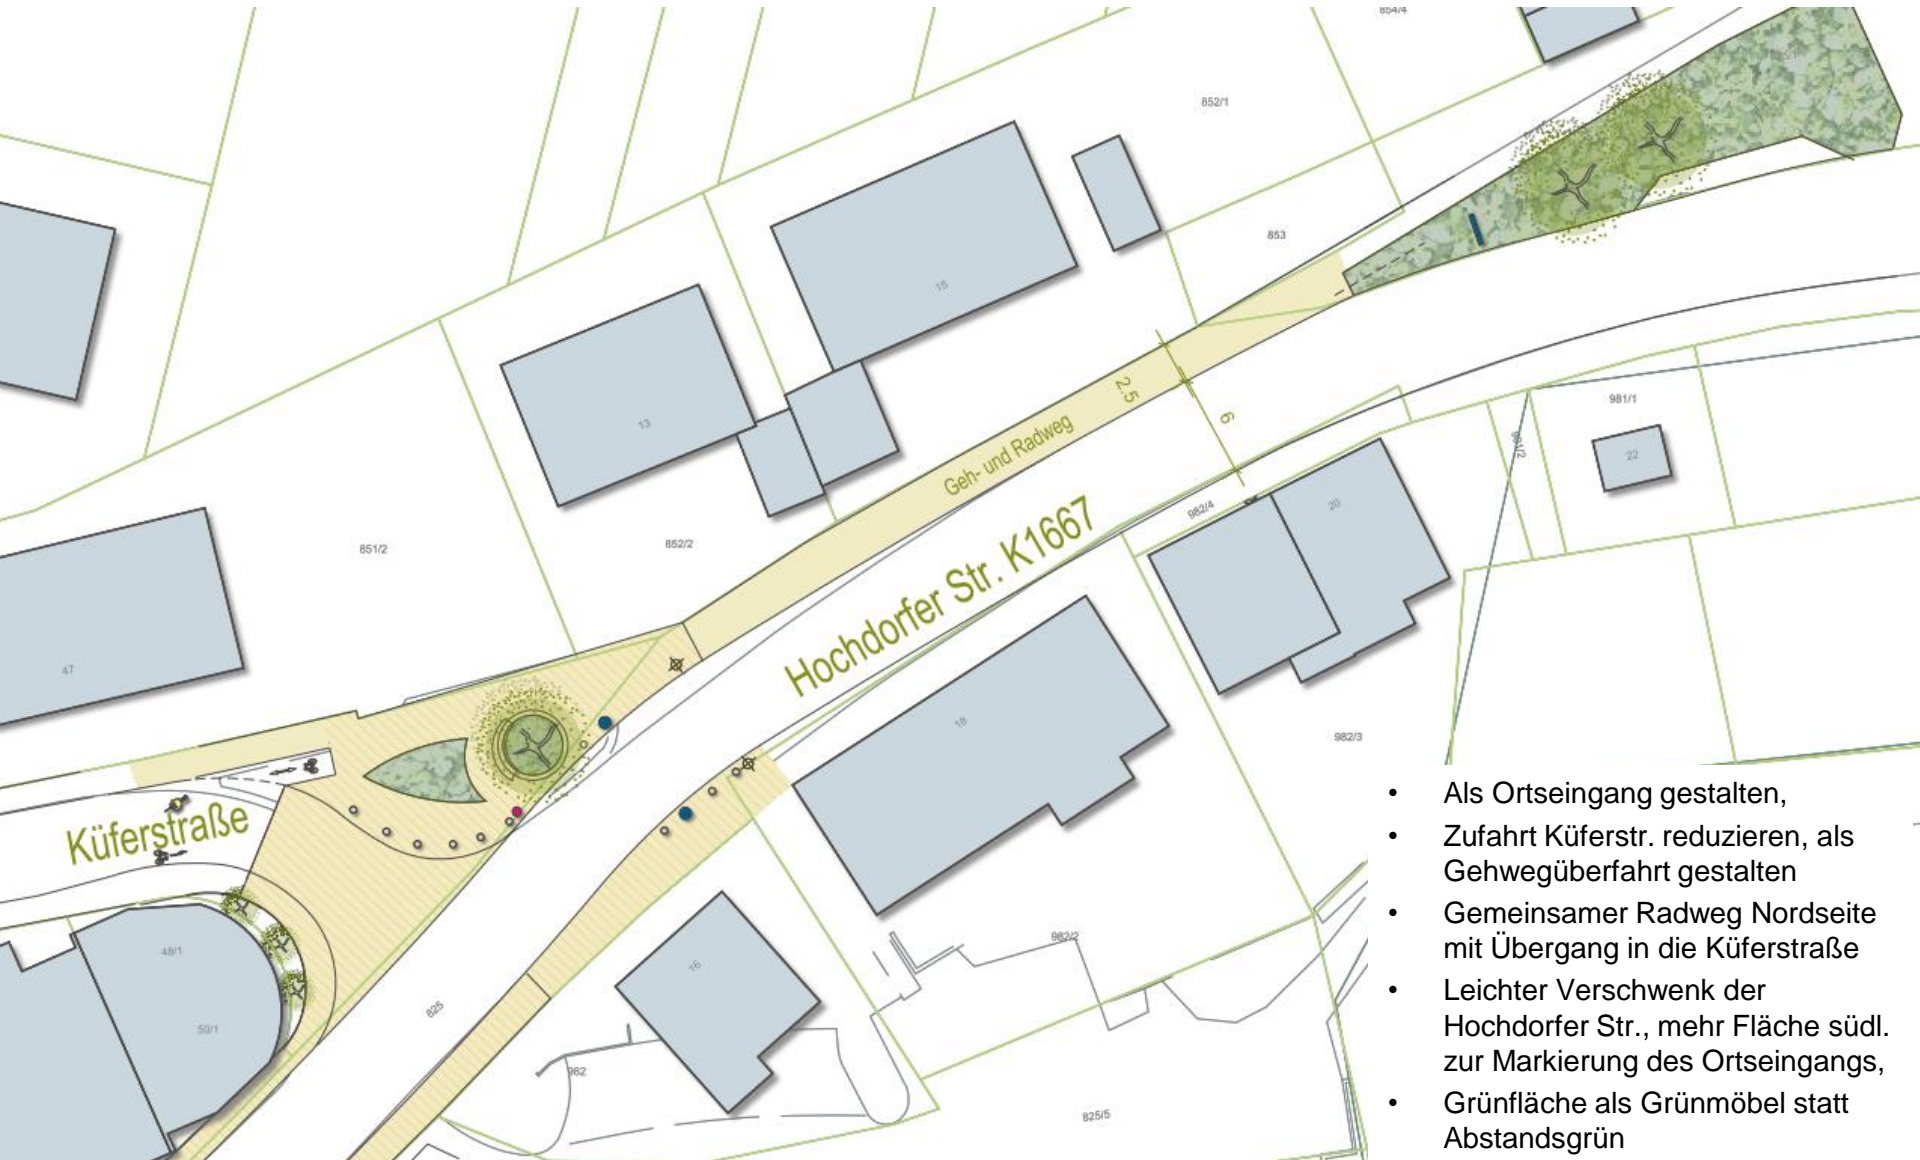 854/4
852/1
853
15
13
2.5
6
Geh- und Radweg
981/1
981/2
22
20
982/4
851/2
852/2
Hochdorfer Str. K1667
47
18
982/3
Küferstraße
48/1
50/1
825
16
982
982/2
825/5
• Als Ortseingang gestalten,
• Zufahrt Küferstr. reduzieren, als
Gehwegüberfahrt gestalten
• Gemeinsamer Radweg Nordseite
mit Übergang in die Küferstraße
• Leichter Verschwenk der
Hochdorfer Str., mehr Fläche südl.
zur Markierung des Ortseingangs,
• Grünfläche als Grünmöbel statt
Abstandsgrün